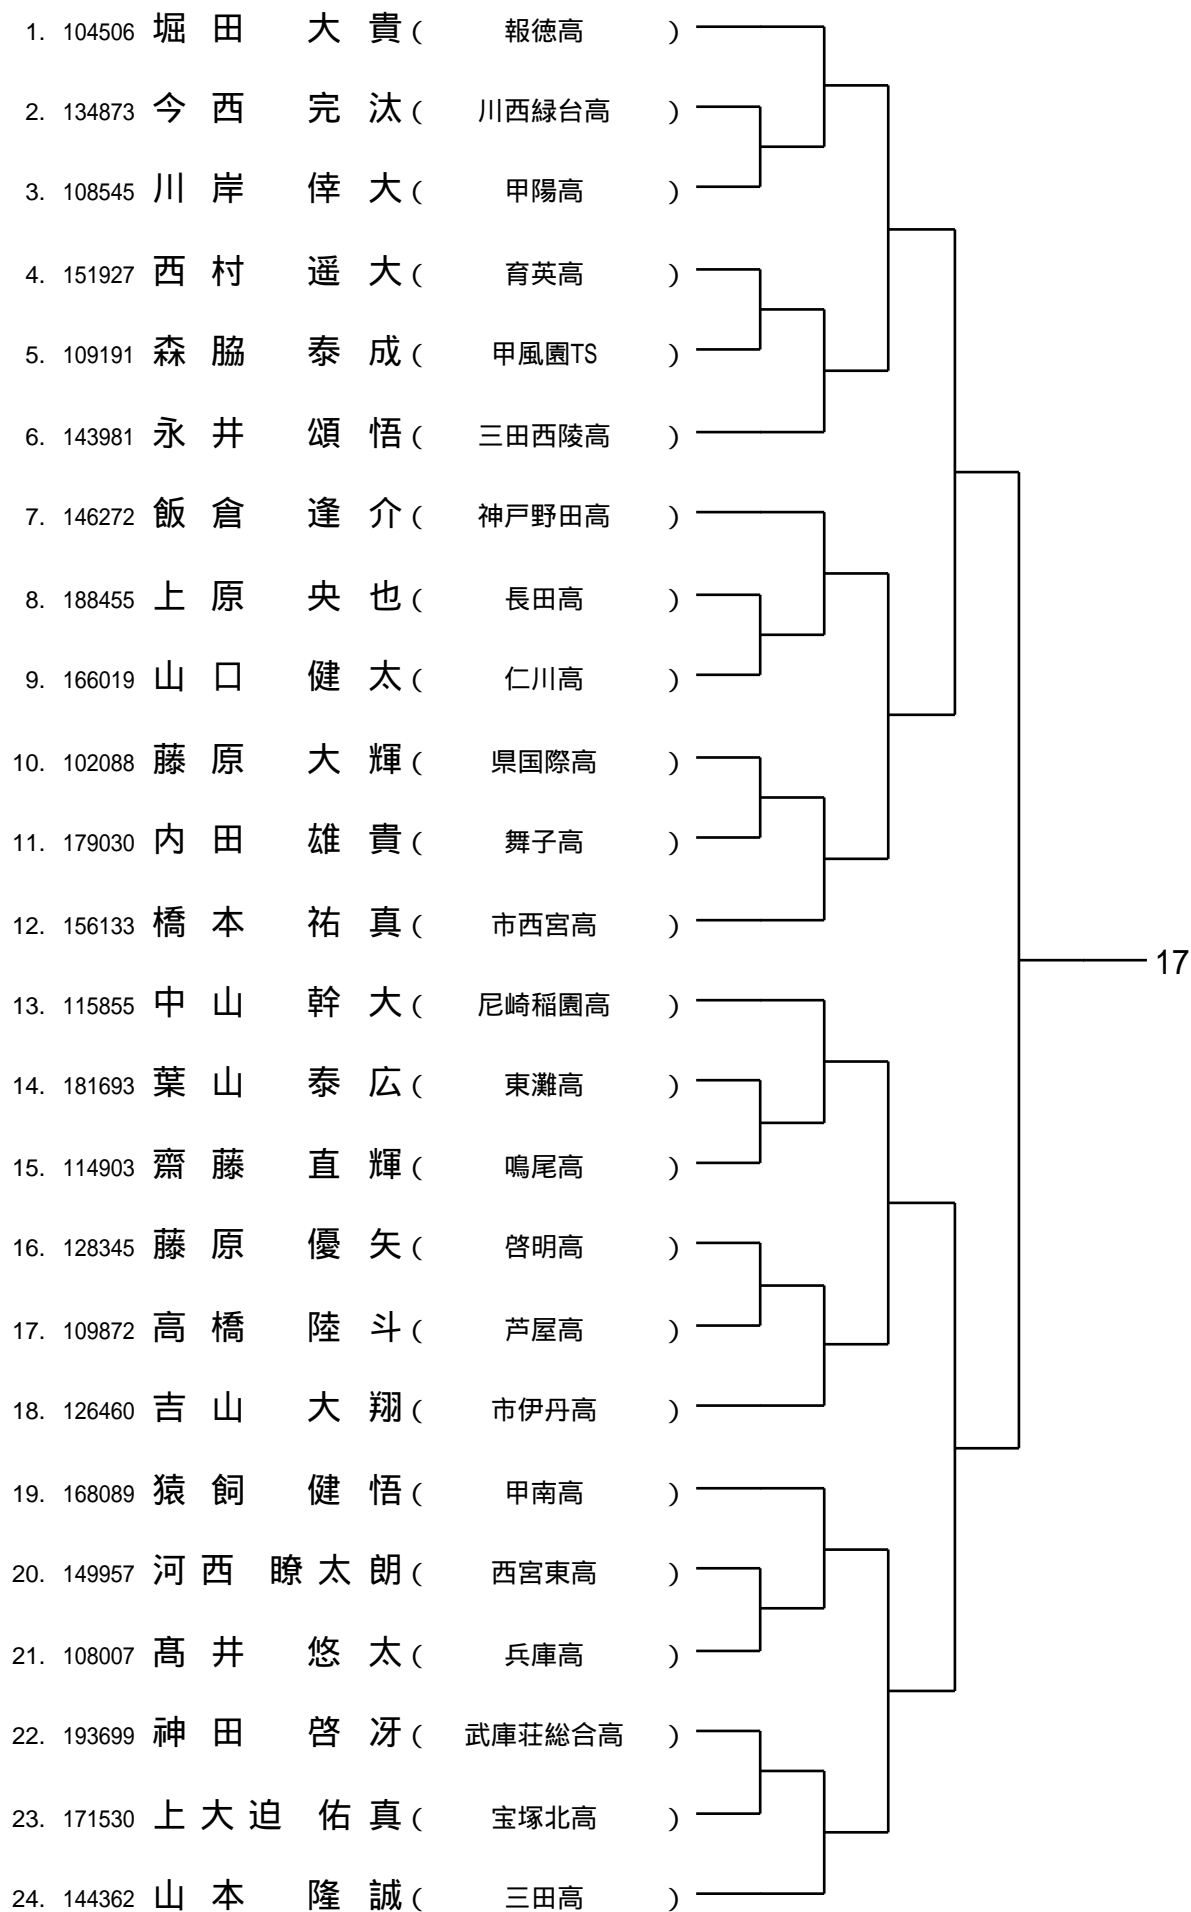 1. 104506 堀田 大貴 ( 報徳高 )
2. 134873 今西 完汰 ( 川西緑台高 )
3. 108545 川岸 倖大 ( 甲陽高 )
4. 151927 西村 遥大 ( 育英高 )
5. 109191 森脇 泰成 ( 甲風園TS )
6. 143981 永井 頌悟 ( 三田西陵高 )
7. 146272 飯倉 逢介 ( 神戸野田高 )
8. 188455 上原 央也 ( 長田高 )
9. 166019 山口 健太 ( 仁川高 )
10. 102088 藤原 大輝 ( 県国際高 )
11. 179030 内田 雄貴 ( 舞子高 )
12. 156133 橋本 祐真 ( 市西宮高 )
17
13. 115855 中山 幹大 ( 尼崎稲園高 )
14. 181693 葉山 泰広 ( 東灘高 )
15. 114903 齋藤 直輝 ( 鳴尾高 )
16. 128345 藤原 優矢 ( 啓明高 )
17. 109872 高橋 陸斗 ( 芦屋高 )
18. 126460 吉山 大翔 ( 市伊丹高 )
19. 168089 猿飼 健悟 ( 甲南高 )
20. 149957 河西 瞭太朗 ( 西宮東高 )
21. 108007 髙井 悠太 ( 兵庫高 )
22. 193699 神田 啓冴 ( 武庫荘総合高 )
23. 171530 上大迫 佑真 ( 宝塚北高 )
24. 144362 山本 隆誠 ( 三田高 )